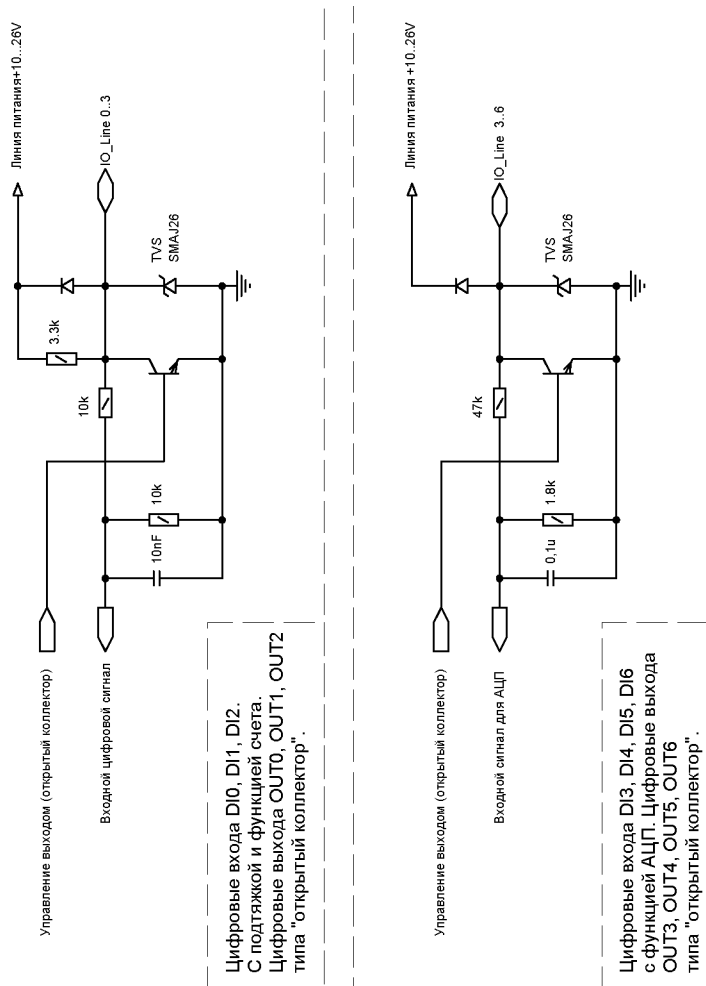 Управление выходом (открытый коллектор)
Линия питания+10...26V
3.3k
10k
IO_Line 0..3
Входной цифровой сигнал
10nF
10k
TVS
SMAJ26
Цифровые входа DI0, DI1, DI2.
С подтяжкой и функцией счета.
Цифровые выхода OUT0, OUT1, OUT2
типа "открытый коллектор".
Управление выходом (открытый коллектор)
Линия питания +10...26V
47k
IO_Line 3..6
Входной сигнал для АЦП
0,1u
1.8k
TVS
SMAJ26
Цифровые входа DI3, DI4, DI5, DI6
с функцией АЦП. Цифровые выхода
OUT3, OUT4, OUT5, OUT6
типа "открытый коллектор".